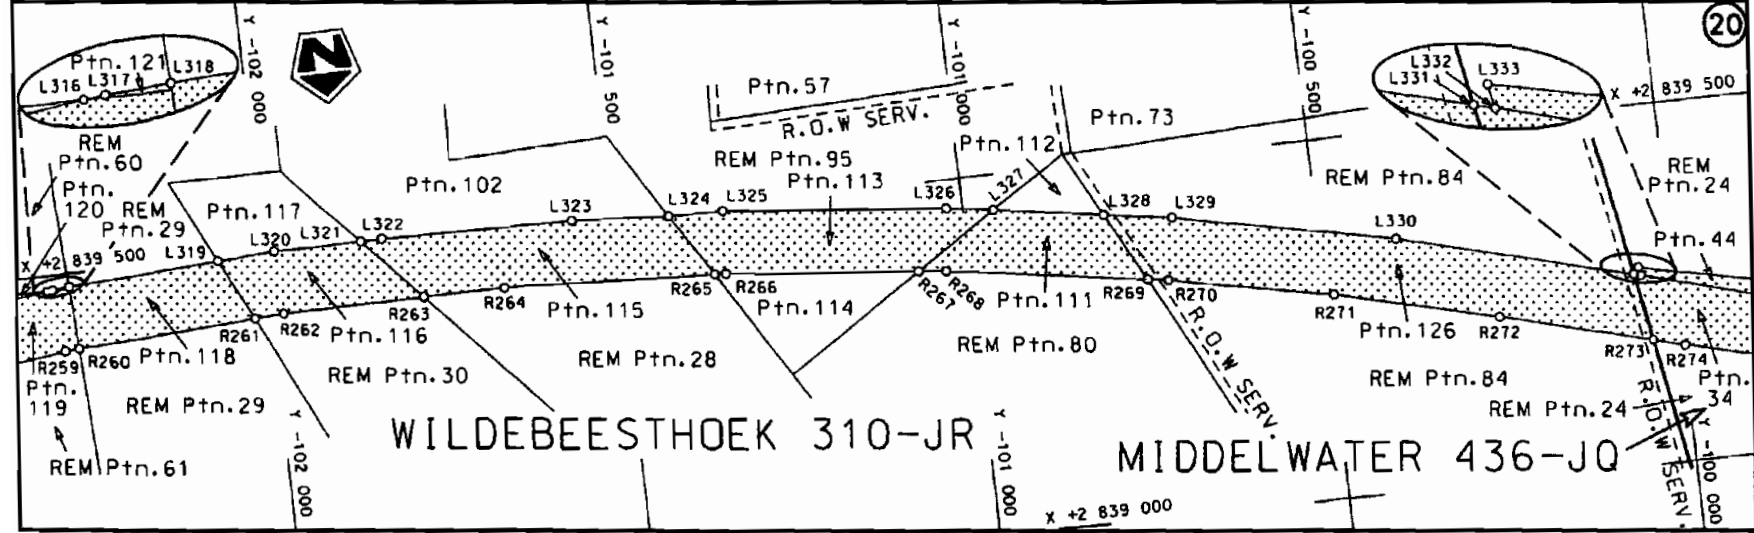 20
Y -102 000
Y -101 500
Y -101 000
Y -100 500
X +2 839 500
Ptn.121
L316
L317
L318
REM
Ptn.60
Ptn.
120
REM
Ptn.29
X +2 839 500
N
Ptn.57
R.O.W SERV.
Ptn.73
L331
L332
L333
Ptn.102
REM Ptn.95
Ptn.113
Ptn.112
REM Ptn.84
REM
Ptn.24
Ptn.44
Ptn.117
L319
L320
L321
L322
L323
L324
L325
L326
L327
L328
L329
L330
R259
R260
R261
R262
R263
R264
R265
R266
R267
R268
R269
R270
R271
R272
R273
R274
Ptn.
119
Ptn.118
Ptn.116
Ptn.115
Ptn.114
Ptn.111
Ptn.126
Ptn.
34
REM Ptn.29
REM Ptn.30
REM Ptn.28
REM Ptn.80
REM Ptn.84
REM Ptn.24
REM Ptn.61
R.O.W SERV.
R.O.W SERV.
WILDEBEESTHOEK 310-JR
MIDDELWATER 436-JQ
Y -102 000
Y -101 000
X +2 839 000
Y -100 000